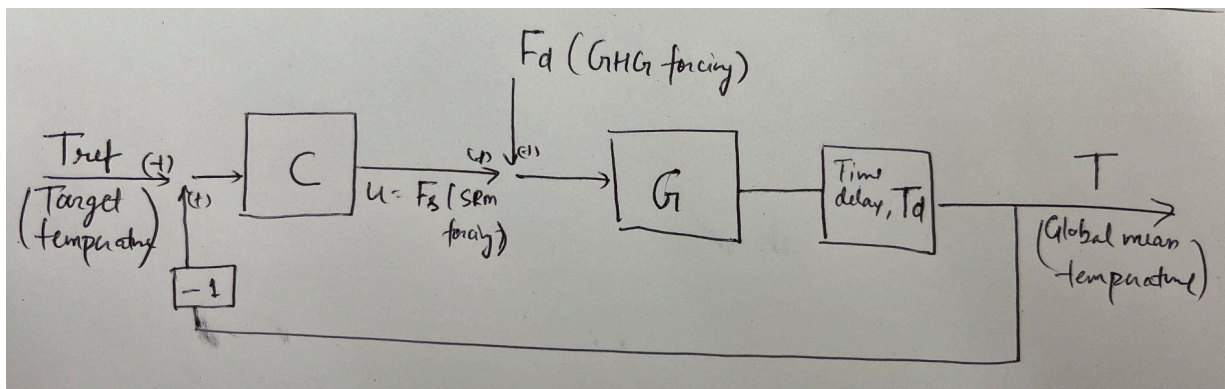 Fd (GHG forcing)
Tref (+)
(Target
temperature)
(+)
C
u = Fs (SRM
forcing)
(+) (+)
G
Time
delay, Td
T
(Global mean
temperature)
-1